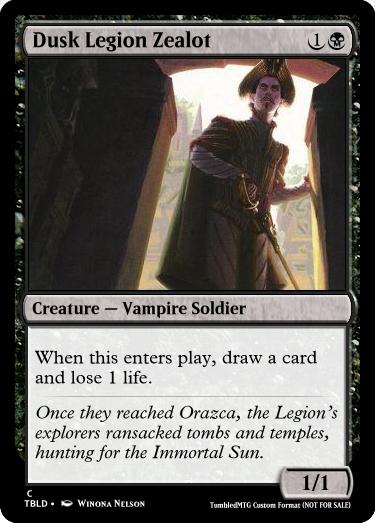 Dusk Legion Zealot 1
Creature — Vampire Soldier
When this enters play, draw a card
and lose 1 life.
Once they reached Orazca, the Legion's
explorers ransacked tombs and temples,
hunting for the Immortal Sun.
1/1
C
TBLD • Winona Nelson
TumbledMTG Custom Format (NOT FOR SALE)